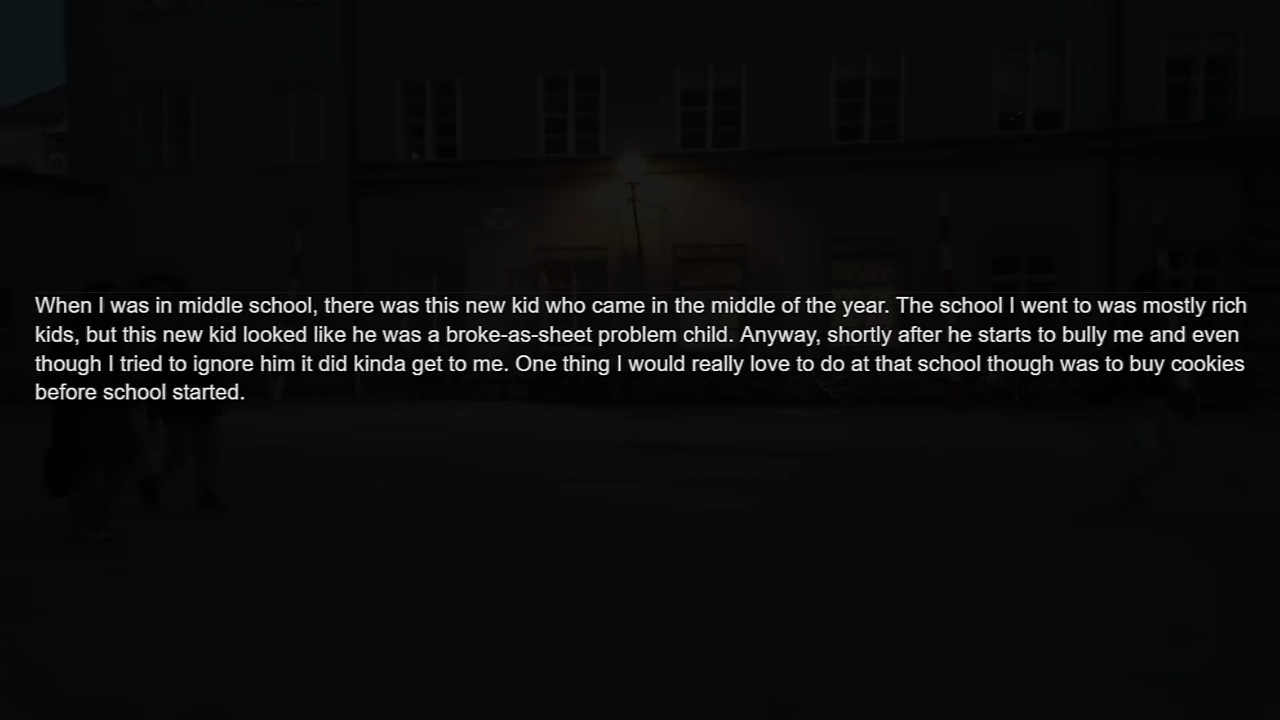 When I was in middle school, there was this new kid who came in the middle of the year. The school I went to was mostly rich
kids, but this new kid looked like he was a broke-as-sheet problem child. Anyway, shortly after he starts to bully me and even
though I tried to ignore him it did kinda get to me. One thing I would really love to do at that school though was to buy cookies
before school started.